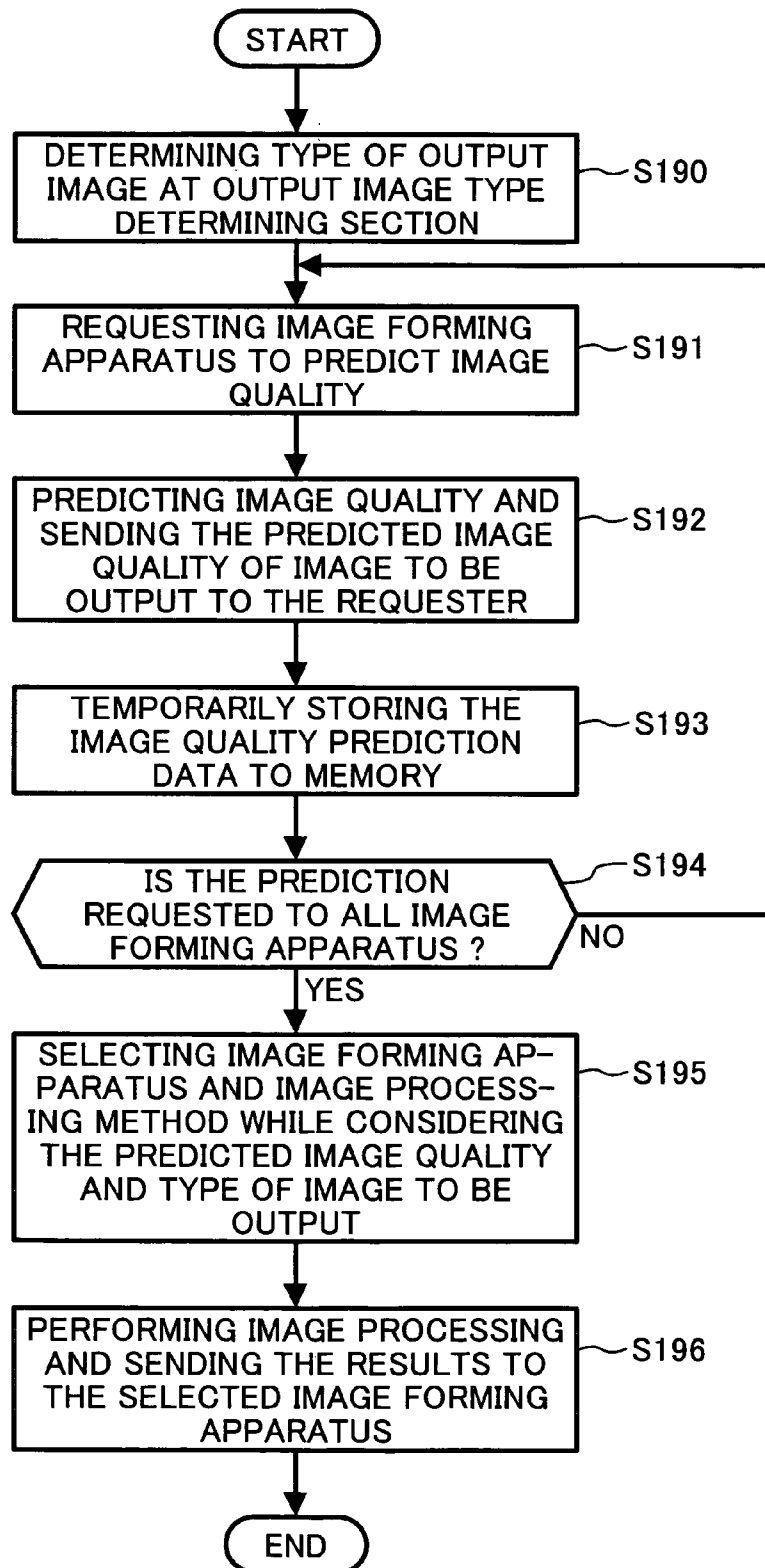 START
DETERMINING TYPE OF OUTPUT
IMAGE AT OUTPUT IMAGE TYPE
DETERMINING SECTION
S190
REQUESTING IMAGE FORMING
APPARATUS TO PREDICT IMAGE
QUALITY
S191
PREDICTING IMAGE QUALITY AND
SENDING THE PREDICTED IMAGE
QUALITY OF IMAGE TO BE
OUTPUT TO THE REQUESTER
S192
TEMPORARILY STORING THE
IMAGE QUALITY PREDICTION
DATA TO MEMORY
S193
IS THE PREDICTION
REQUESTED TO ALL IMAGE
FORMING APPARATUS ?
S194
NO
YES
SELECTING IMAGE FORMING AP-
PARATUS AND IMAGE PROCESS-
ING METHOD WHILE CONSIDERING
THE PREDICTED IMAGE QUALITY
AND TYPE OF IMAGE TO BE
OUTPUT
S195
PERFORMING IMAGE PROCESSING
AND SENDING THE RESULTS TO
THE SELECTED IMAGE FORMING
APPARATUS
S196
END